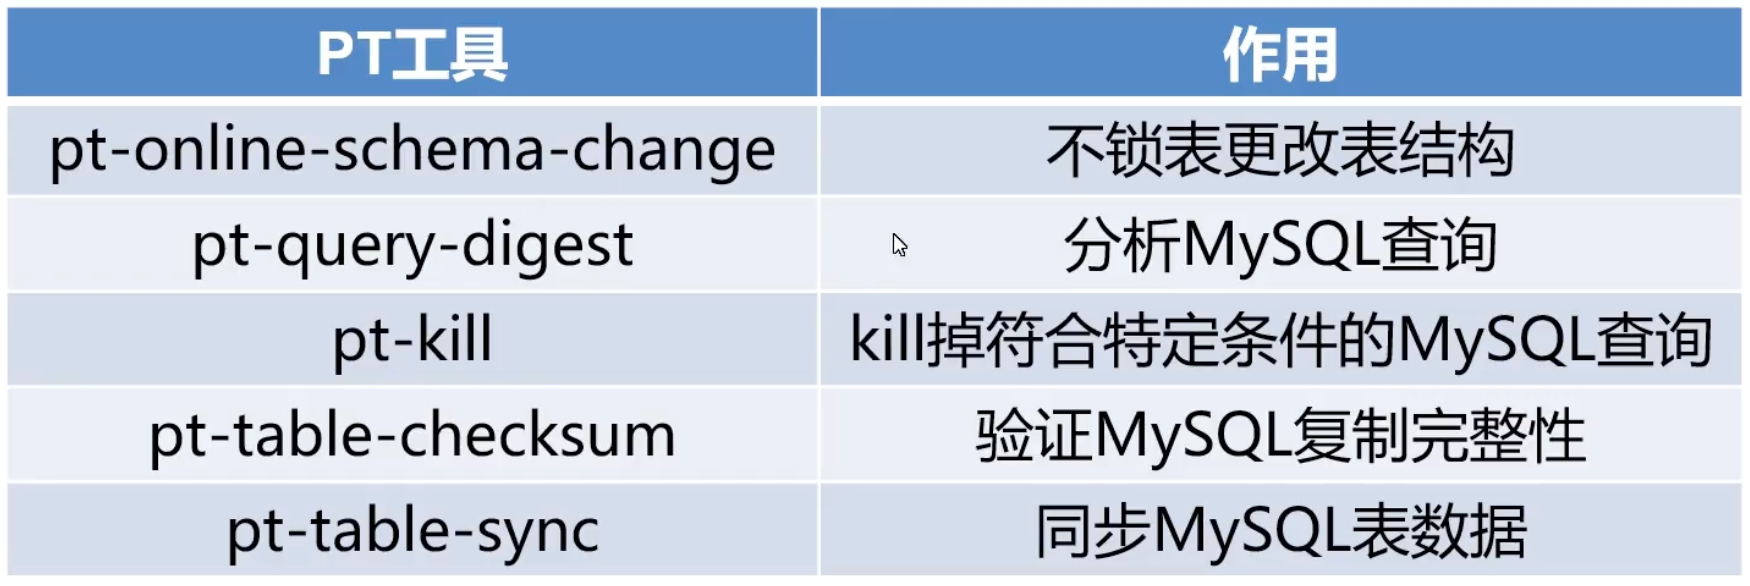 PT工具 作用
pt-online-schema-change 不锁表更改表结构
pt-query-digest 分析MySQL查询
pt-kill kill掉符合特定条件的MySQL查询
pt-table-checksum 验证MySQL复制完整性
pt-table-sync 同步MySQL表数据